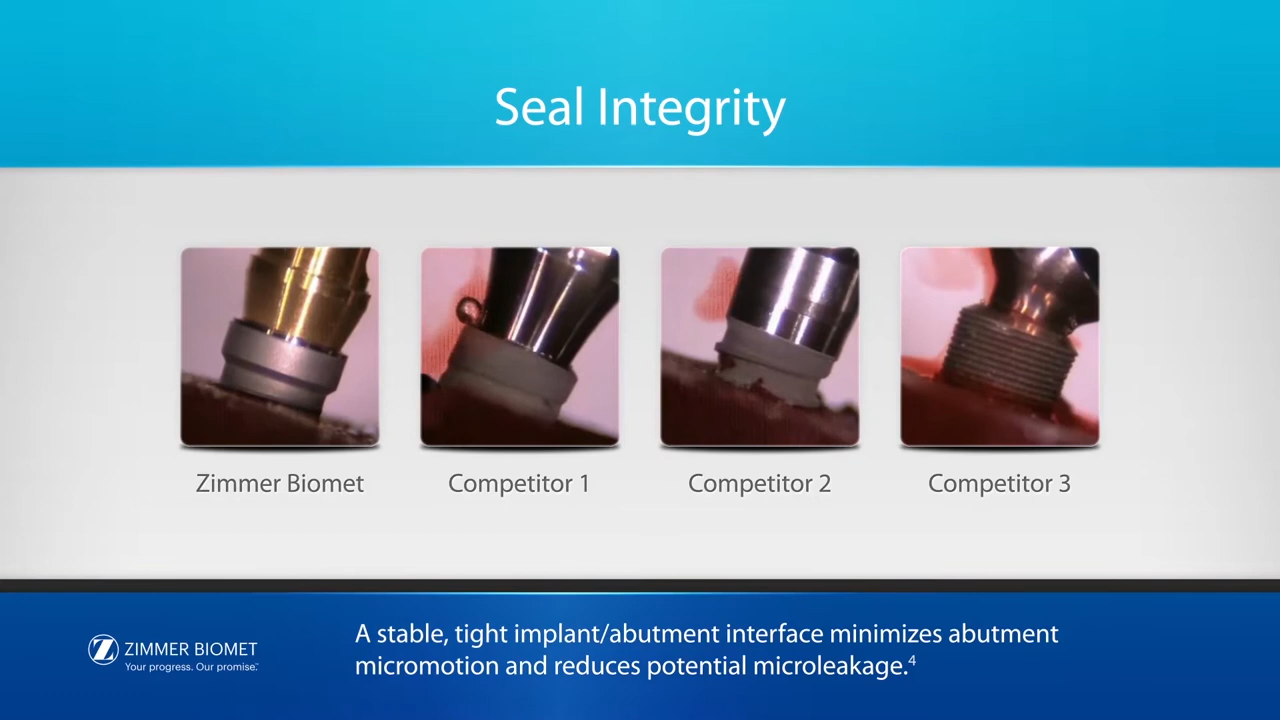 Seal Integrity
Zimmer Biomet
Competitor 1
Competitor 2
Competitor 3
ZIMMER BIOMET
Your progress. Our promise.™
A stable, tight implant/abutment interface minimizes abutment
micromotion and reduces potential microleakage.⁴